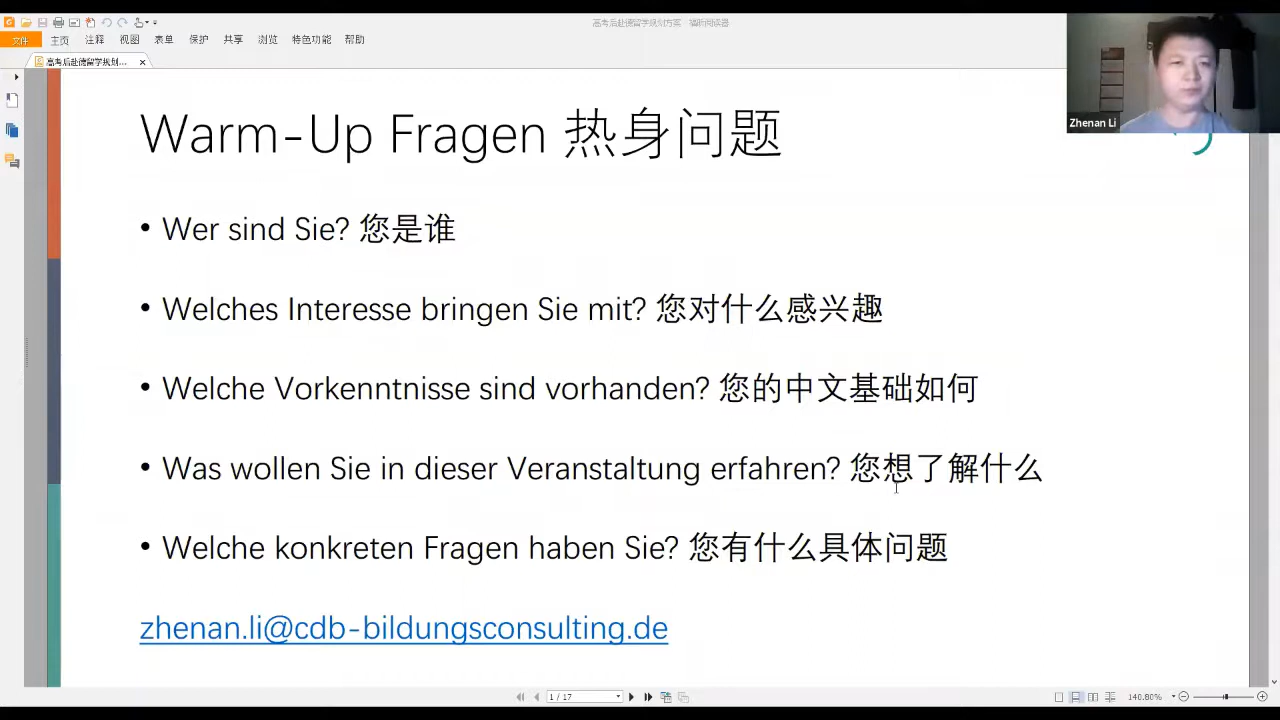 高考后赴德留学规划方案 - 福昕阅读器
文件 主页 注释 视图 表单 保护 共享 浏览 特色功能 帮助
高考后赴德留学规划...
Zhenan Li
Warm-Up Fragen 热身问题
• Wer sind Sie? 您是谁
• Welches Interesse bringen Sie mit? 您对什么感兴趣
• Welche Vorkenntnisse sind vorhanden? 您的中文基础如何
• Was wollen Sie in dieser Veranstaltung erfahren? 您想了解什么
• Welche konkreten Fragen haben Sie? 您有什么具体问题
zhenan.li@cdb-bildungsconsulting.de
1 / 17
140.80%